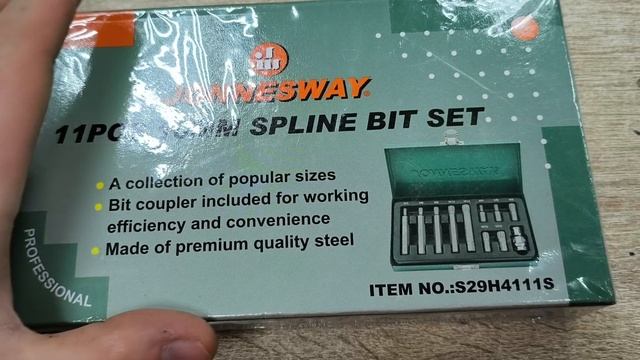 JONNESWAY®
SPLINE BIT SET
• A collection of popular sizes
• Bit coupler included for working
efficiency and convenience
• Made of premium quality steel
PROFESSIONAL
ITEM NO.:S29H4111S